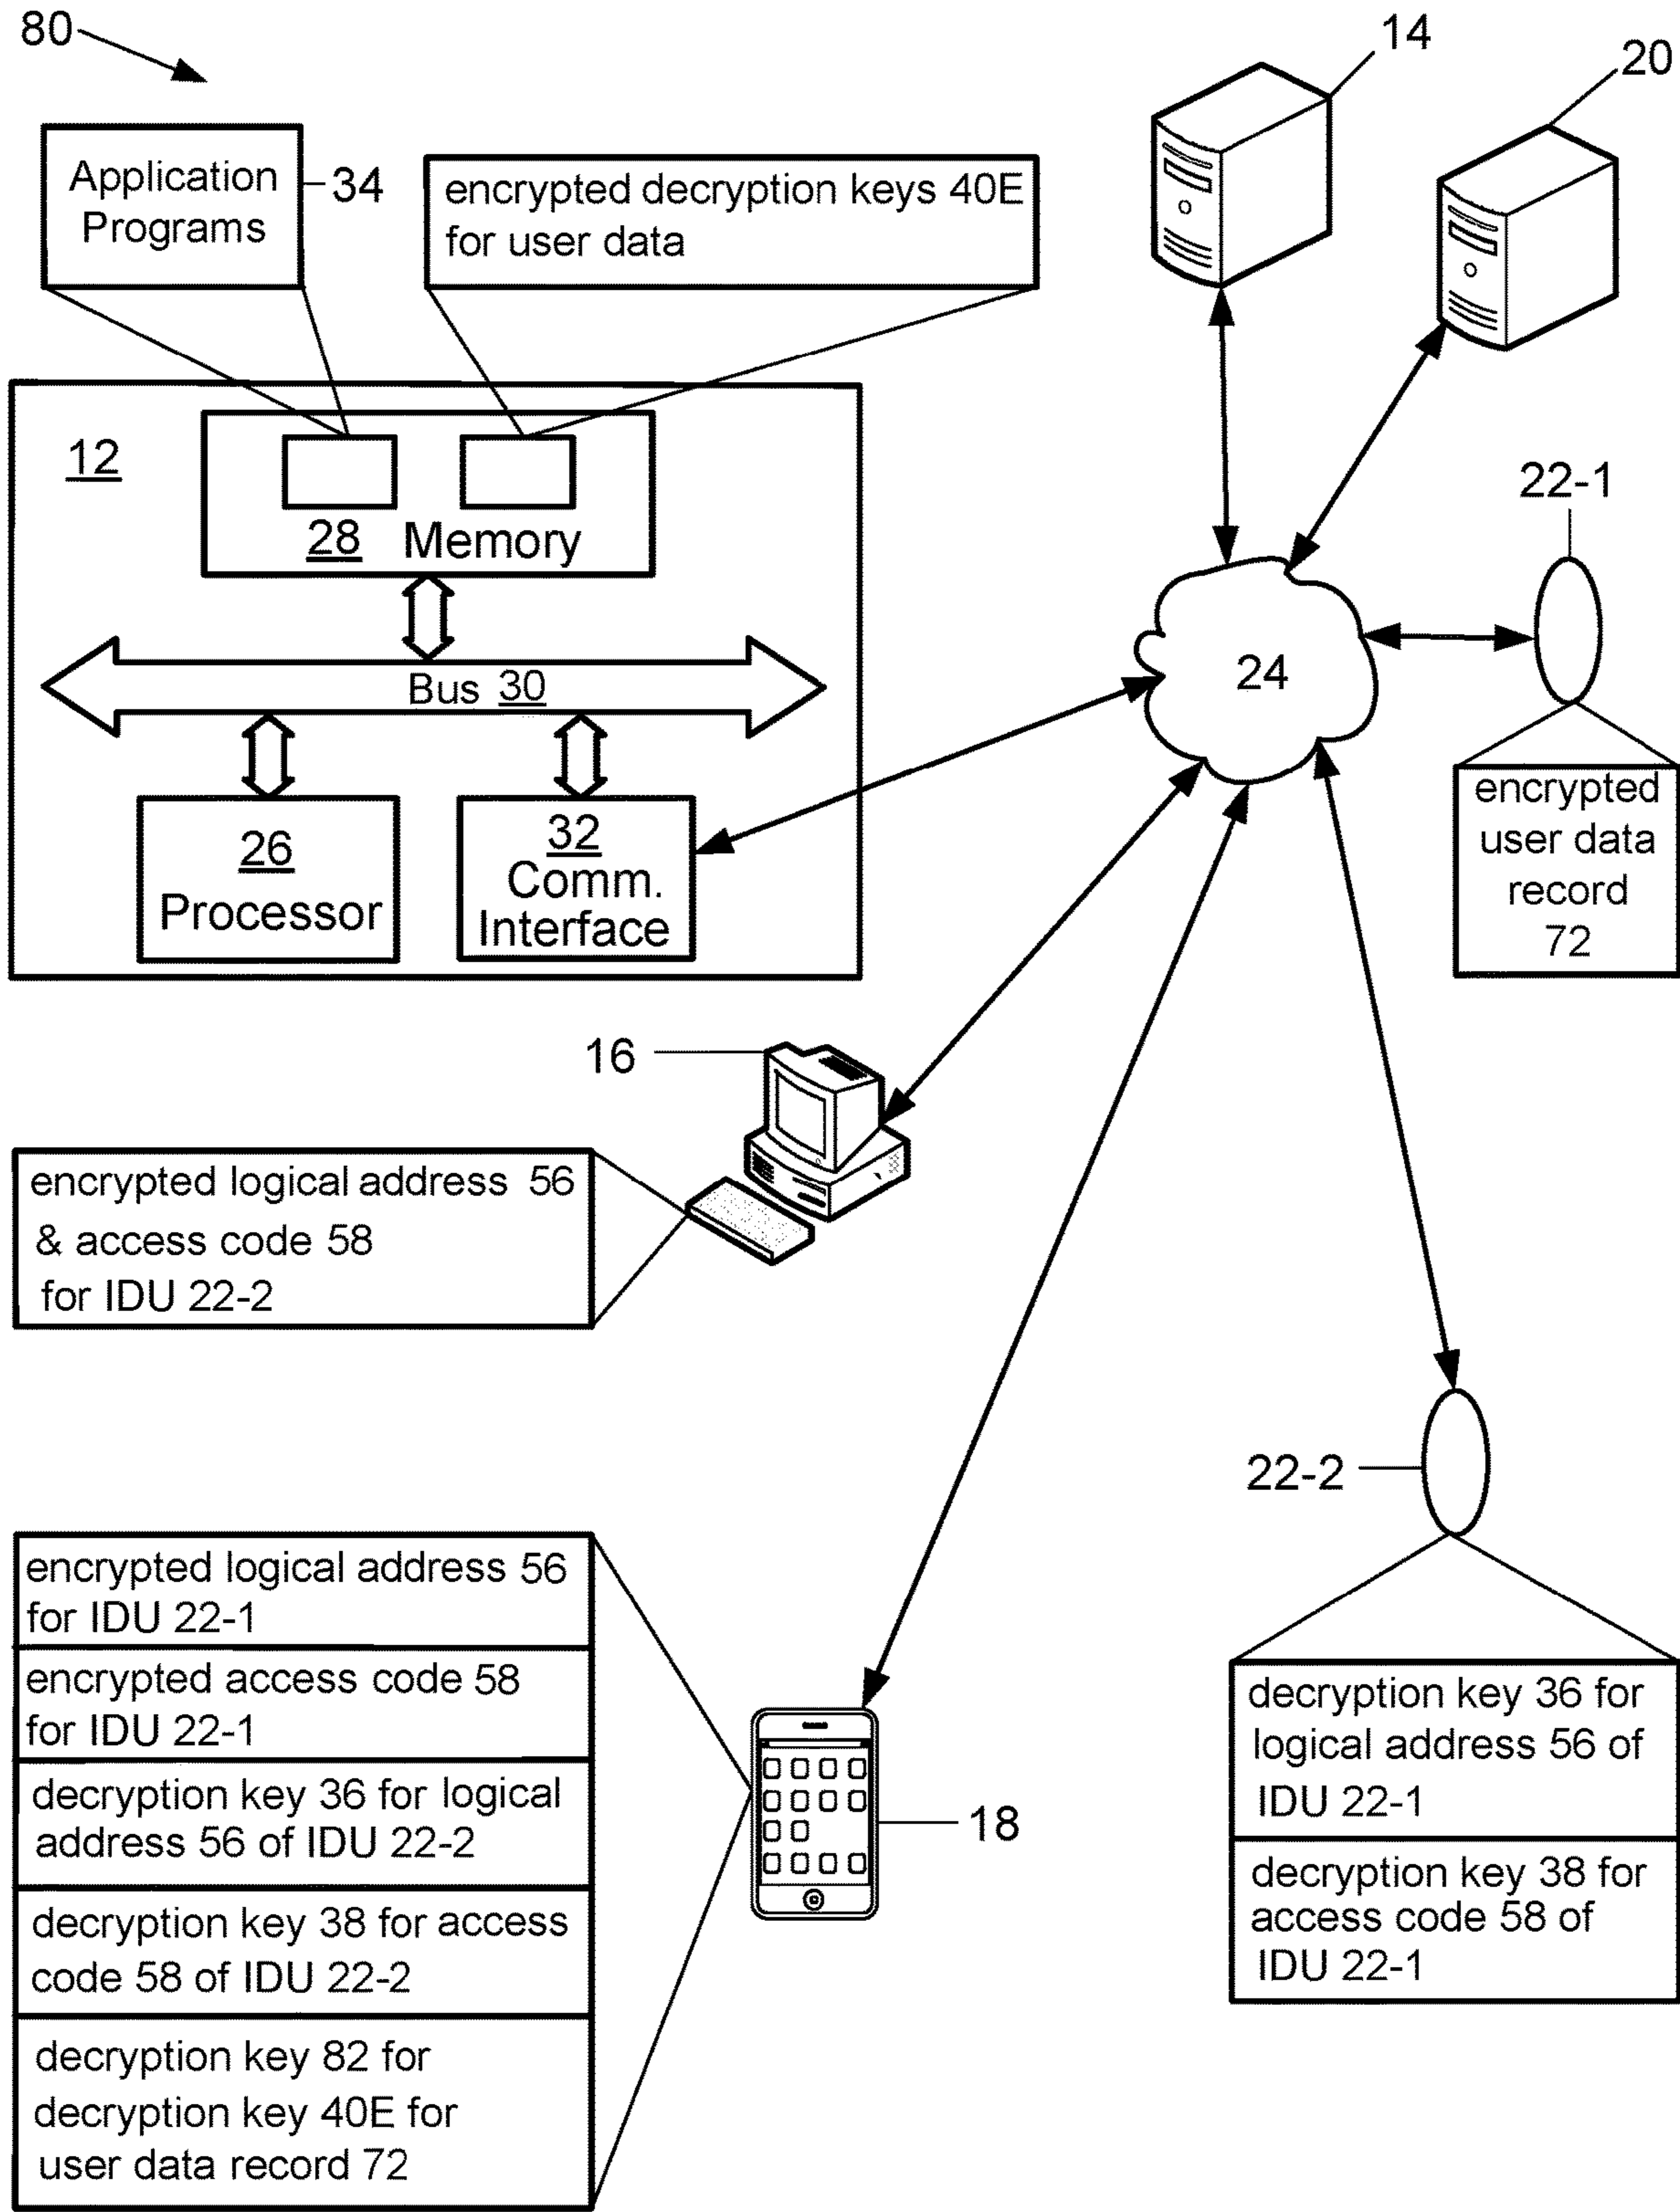 80
14
20
Application
Programs
34
encrypted decryption keys 40E
for user data
12
28 Memory
Bus 30
26
Processor
32
Comm.
Interface
24
22-1
encrypted
user data
record
72
16
encrypted logical address 56
& access code 58
for IDU 22-2
22-2
encrypted logical address 56
for IDU 22-1
encrypted access code 58
for IDU 22-1
decryption key 36 for logical
address 56 of IDU 22-2
decryption key 38 for access
code 58 of IDU 22-2
decryption key 82 for
decryption key 40E for
user data record 72
18
decryption key 36 for
logical address 56 of
IDU 22-1
decryption key 38 for
access code 58 of
IDU 22-1